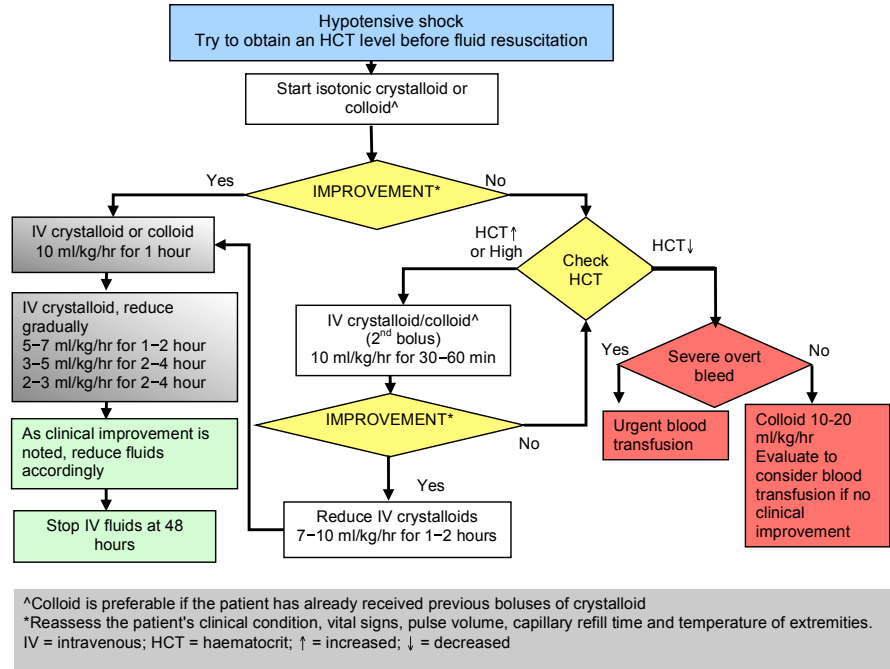 Hypotensive shock
Try to obtain an HCT level before fluid resuscitation
Start isotonic crystalloid or
colloid^
Yes
IMPROVEMENT*
No
IV crystalloid or colloid
10 ml/kg/hr for 1 hour
HCT↑
or High
Check
HCT
HCT↓
IV crystalloid, reduce
gradually
5−7 ml/kg/hr for 1−2 hour
3−5 ml/kg/hr for 2−4 hour
2−3 ml/kg/hr for 2−4 hour
IV crystalloid/colloid^
(2nd bolus)
10 ml/kg/hr for 30−60 min
Yes
Severe overt
bleed
No
IMPROVEMENT*
No
Yes
Urgent blood
transfusion
Colloid 10-20
ml/kg/hr
Evaluate to
consider blood
transfusion if no
clinical
improvement
As clinical improvement is
noted, reduce fluids
accordingly
Reduce IV crystalloids
7−10 ml/kg/hr for 1−2 hours
Stop IV fluids at 48
hours
^Colloid is preferable if the patient has already received previous boluses of crystalloid
*Reassess the patient's clinical condition, vital signs, pulse volume, capillary refill time and temperature of extremities.
IV = intravenous; HCT = haematocrit; ↑ = increased; ↓ = decreased